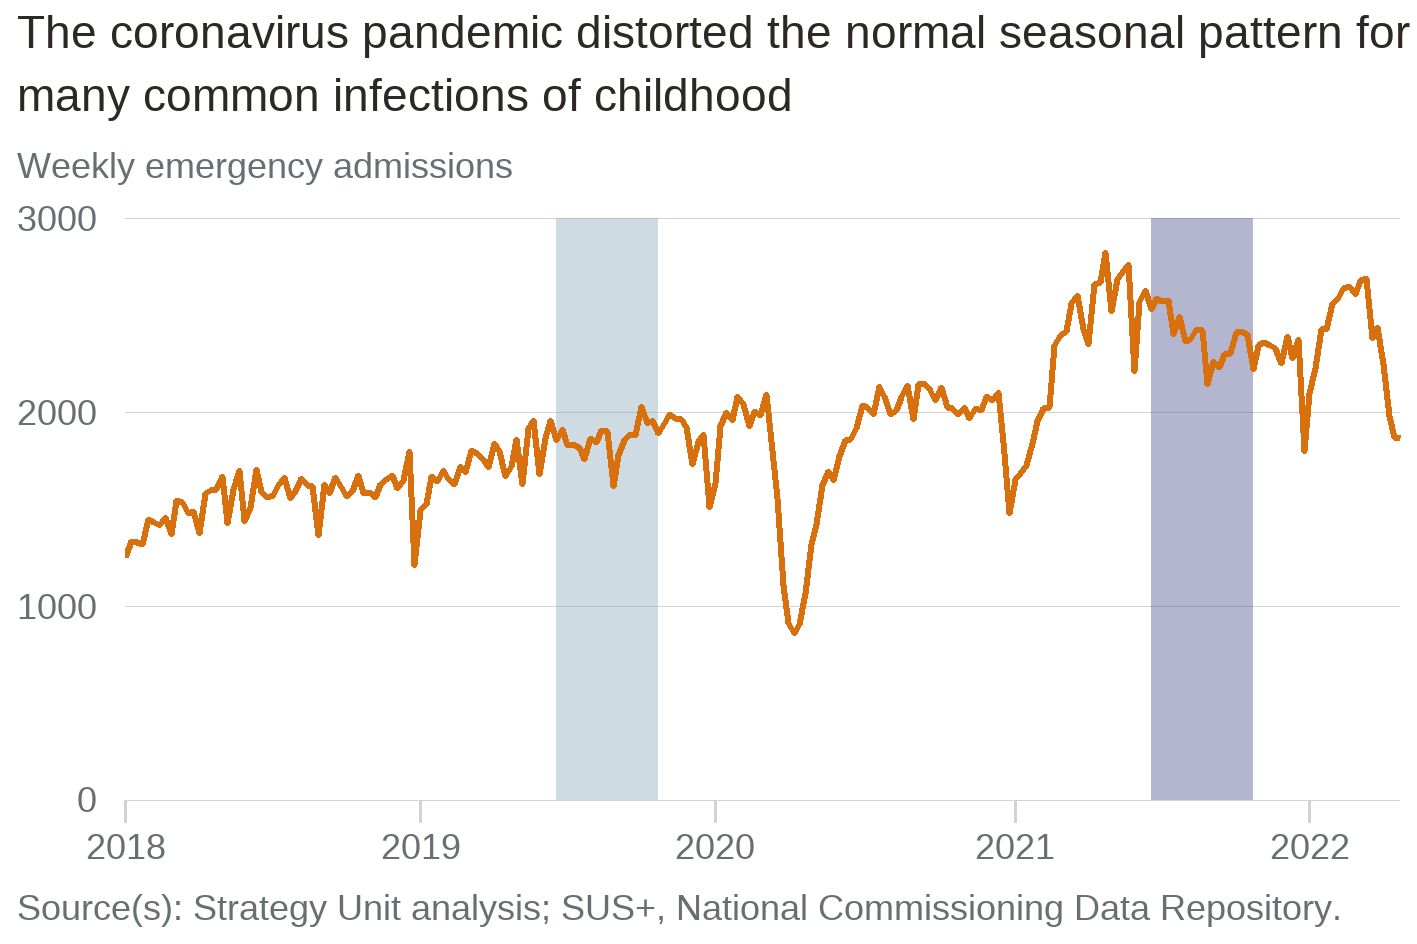 The coronavirus pandemic distorted the normal seasonal pattern for
many common infections of childhood
Weekly emergency admissions
3000
2000
1000
0
2018 2019 2020 2021 2022
Source(s): Strategy Unit analysis; SUS+, National Commissioning Data Repository.